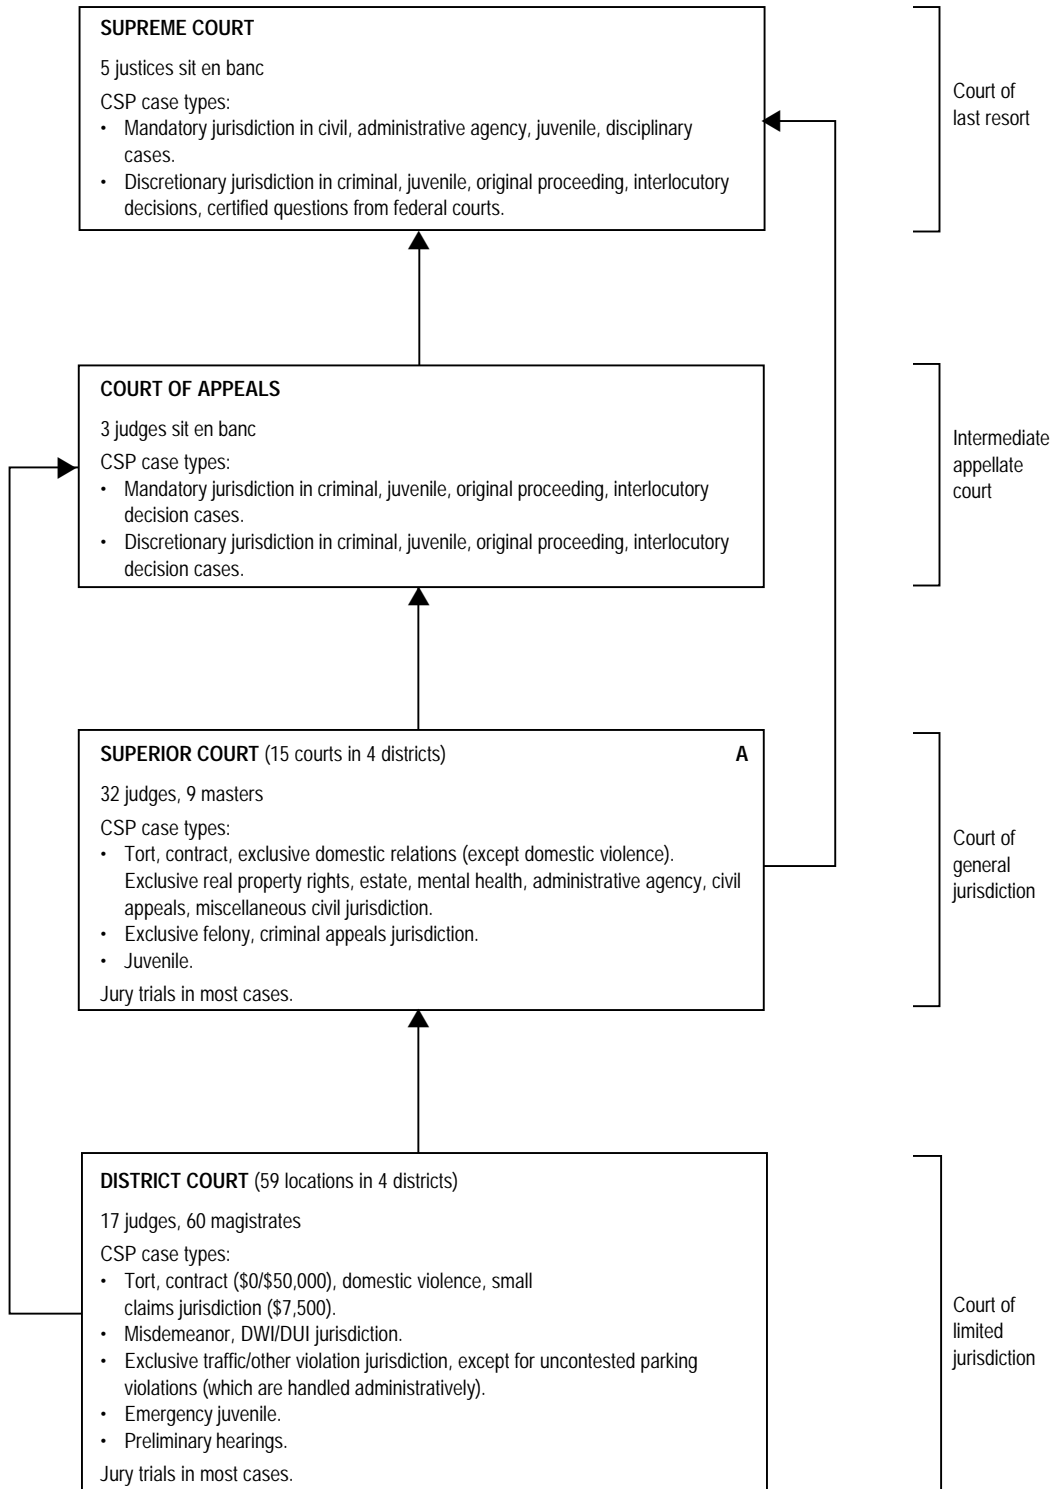 SUPREME COURT
5 justices sit en banc
CSP case types:
• Mandatory jurisdiction in civil, administrative agency, juvenile, disciplinary
cases.
• Discretionary jurisdiction in criminal, juvenile, original proceeding, interlocutory
decisions, certified questions from federal courts.
Court of
last resort
COURT OF APPEALS
3 judges sit en banc
CSP case types:
• Mandatory jurisdiction in criminal, juvenile, original proceeding, interlocutory
decision cases.
• Discretionary jurisdiction in criminal, juvenile, original proceeding, interlocutory
decision cases.
Intermediate
appellate
court
SUPERIOR COURT (15 courts in 4 districts) A
32 judges, 9 masters
CSP case types:
• Tort, contract, exclusive domestic relations (except domestic violence).
Exclusive real property rights, estate, mental health, administrative agency, civil
appeals, miscellaneous civil jurisdiction.
• Exclusive felony, criminal appeals jurisdiction.
• Juvenile.
Jury trials in most cases.
Court of
general
jurisdiction
DISTRICT COURT (59 locations in 4 districts)
17 judges, 60 magistrates
CSP case types:
• Tort, contract ($0/$50,000), domestic violence, small
claims jurisdiction ($7,500).
• Misdemeanor, DWI/DUI jurisdiction.
• Exclusive traffic/other violation jurisdiction, except for uncontested parking
violations (which are handled administratively).
• Emergency juvenile.
• Preliminary hearings.
Jury trials in most cases.
Court of
limited
jurisdiction